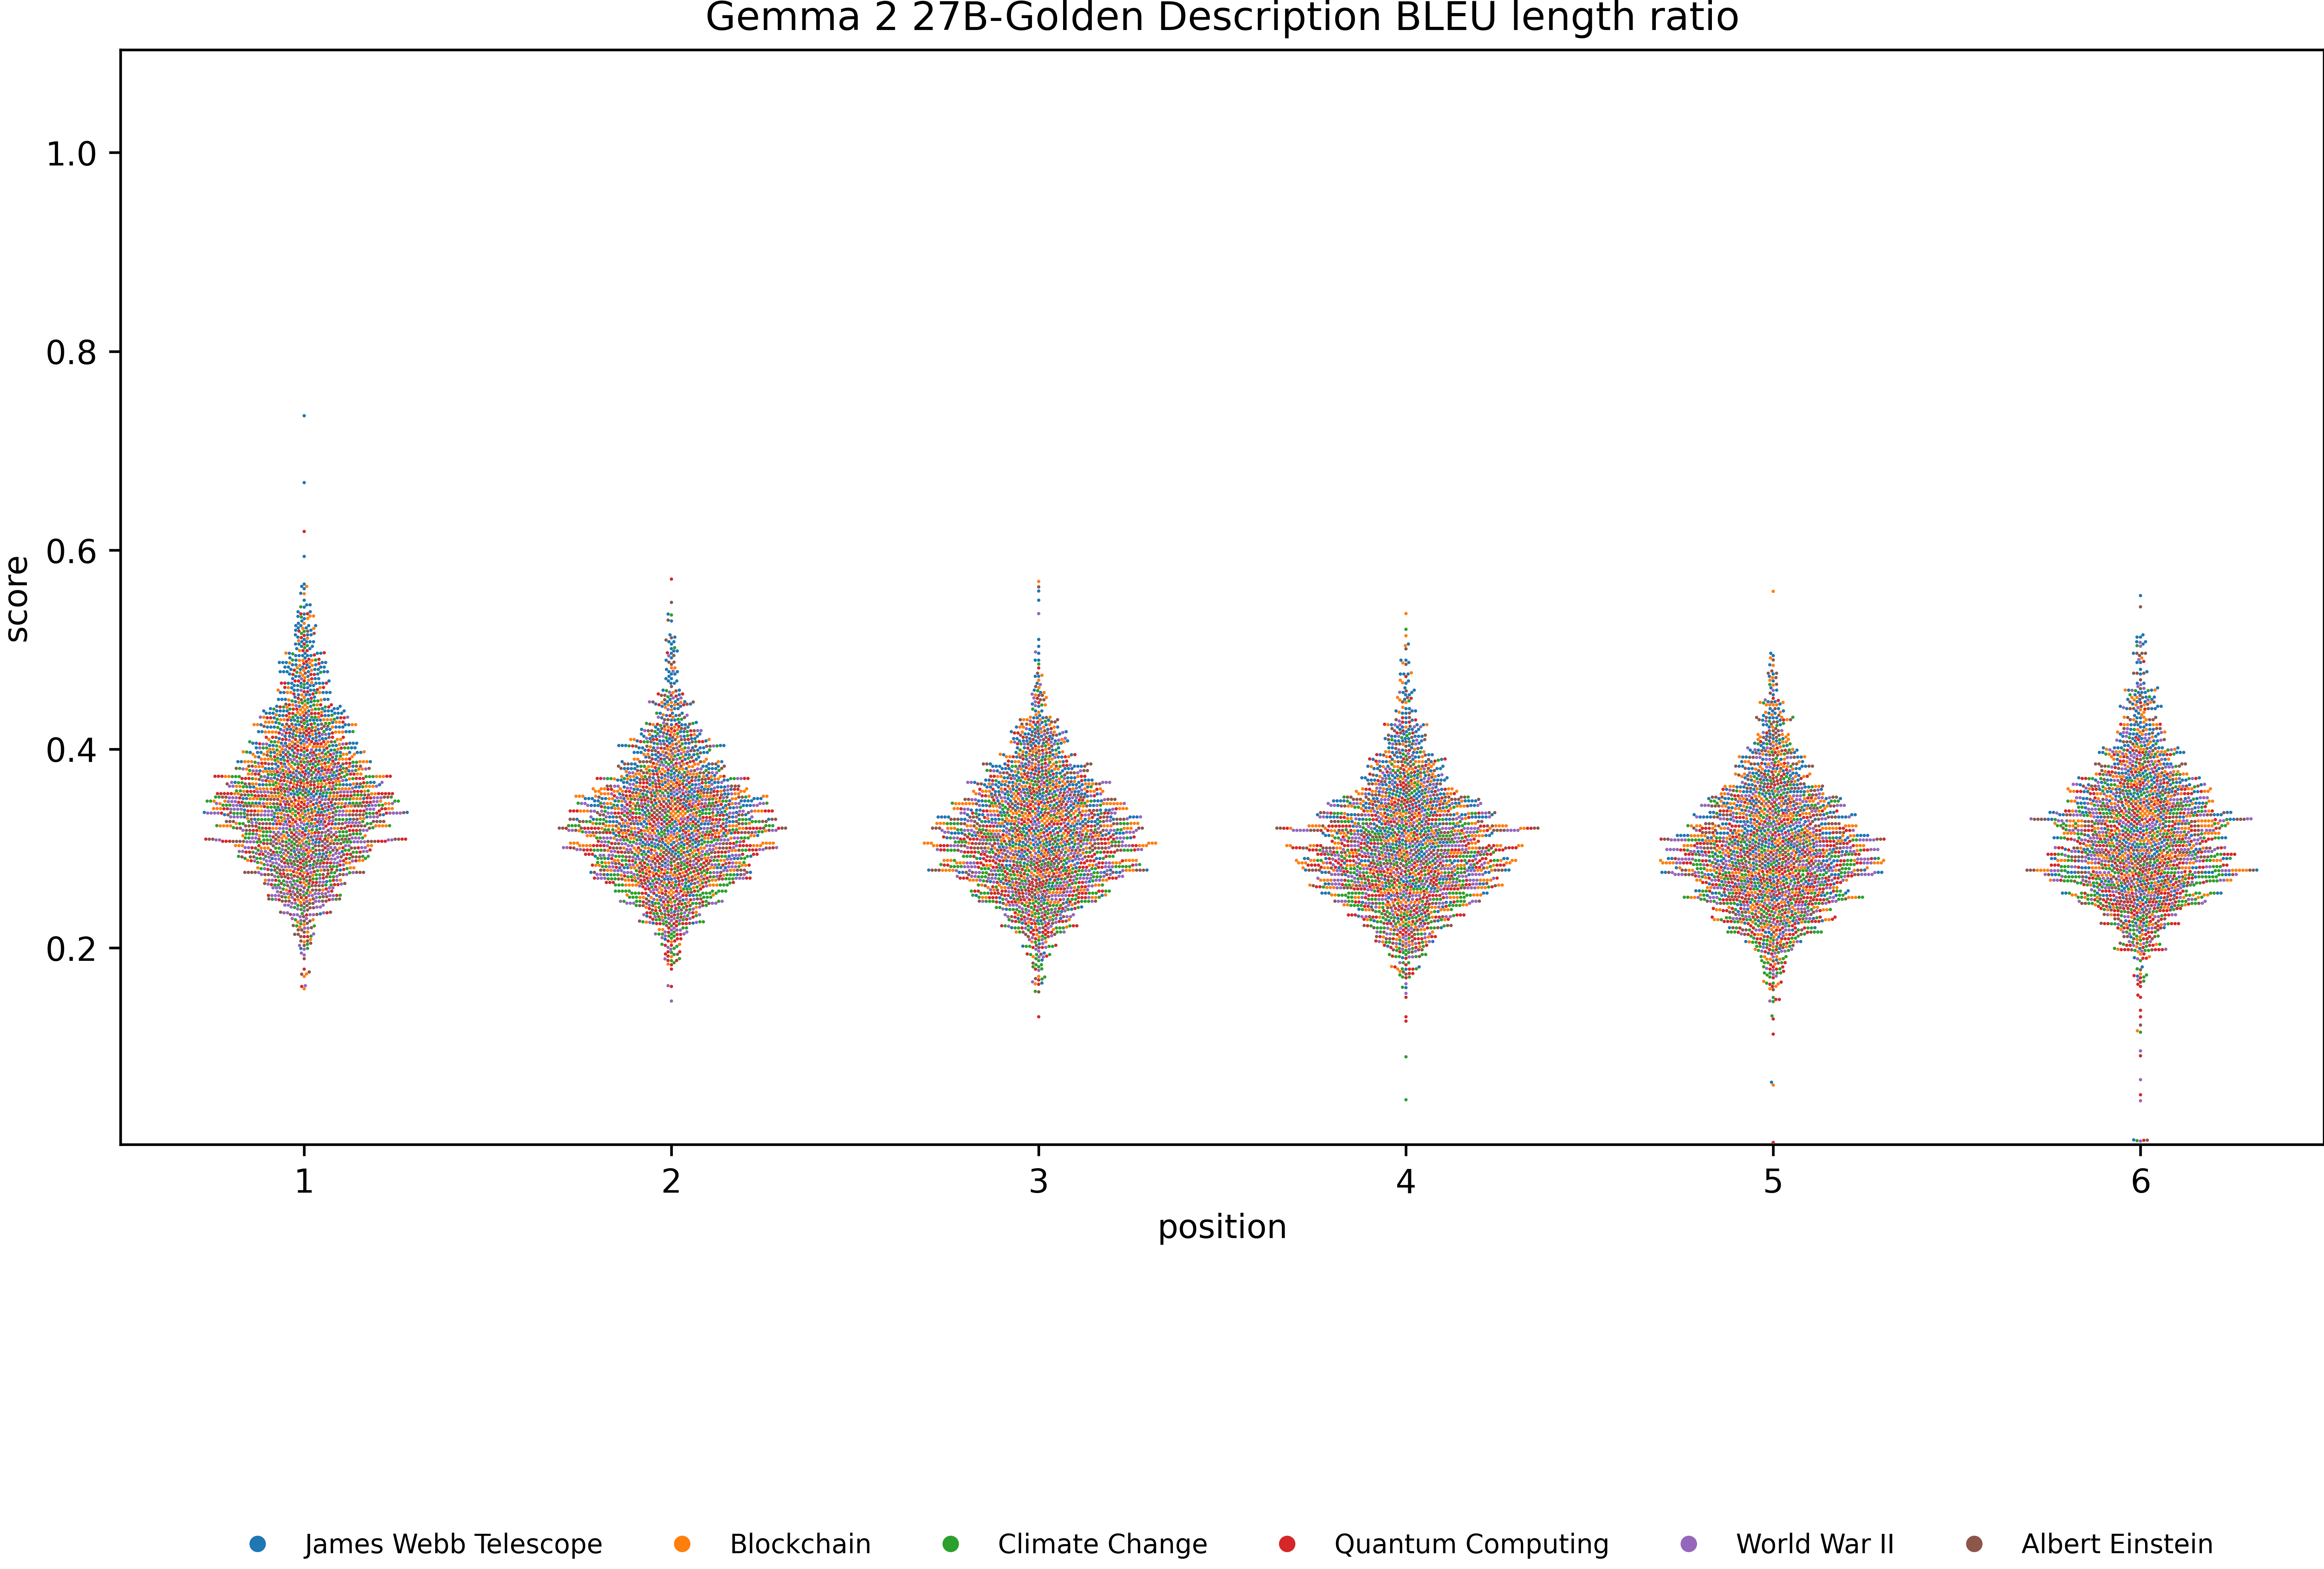 Gemma 2 27B-Golden Description BLEU length ratio
score
1.0
0.8
0.6
0.4
0.2
1 2 3 4 5 6
position
James Webb Telescope Blockchain Climate Change Quantum Computing World War II Albert Einstein